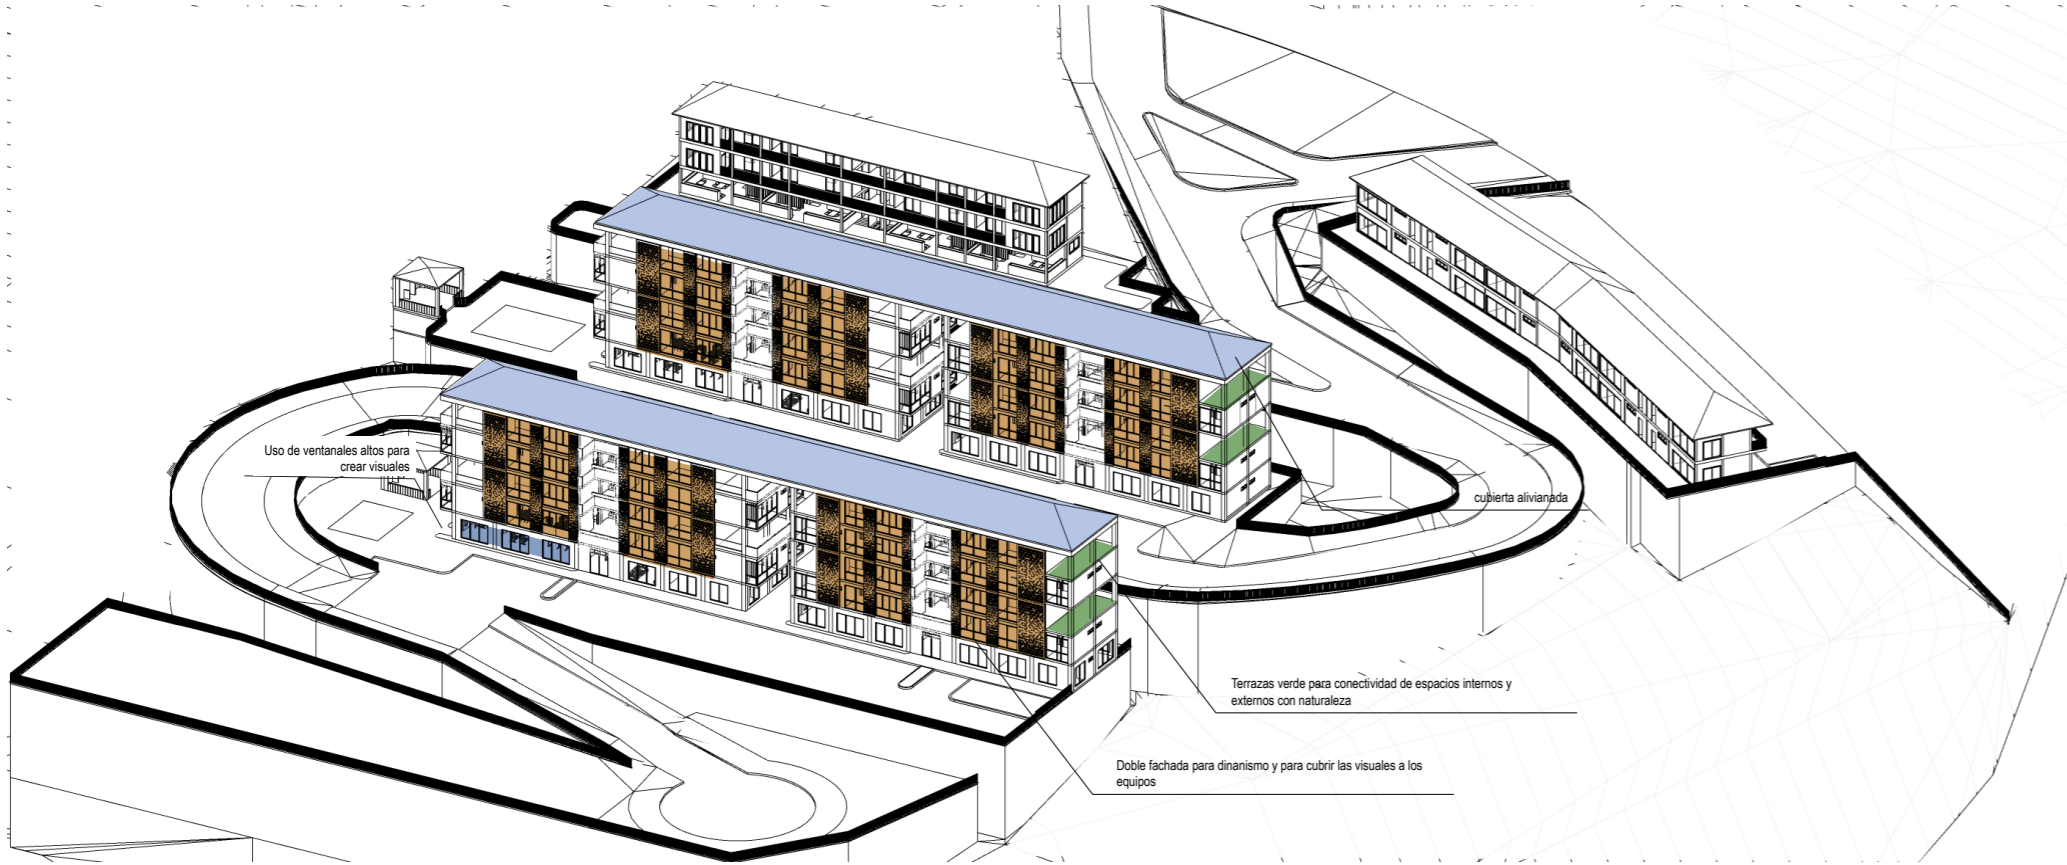 Uso de ventanales altos para
crear visuales
cubierta alivianada
Terrazas verde para conectividad de espacios internos y
externos con naturaleza
Doble fachada para dinanismo y para cubrir las visuales a los
equipos